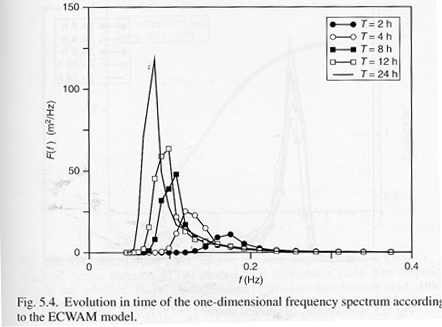 150
100
50
0
F(f) (m²/Hz)
T = 2 h
T = 4 h
T = 8 h
T = 12 h
T = 24 h
0
0.2
0.4
f (Hz)
Fig. 5.4. Evolution in time of the one-dimensional frequency spectrum according
to the ECWAM model.